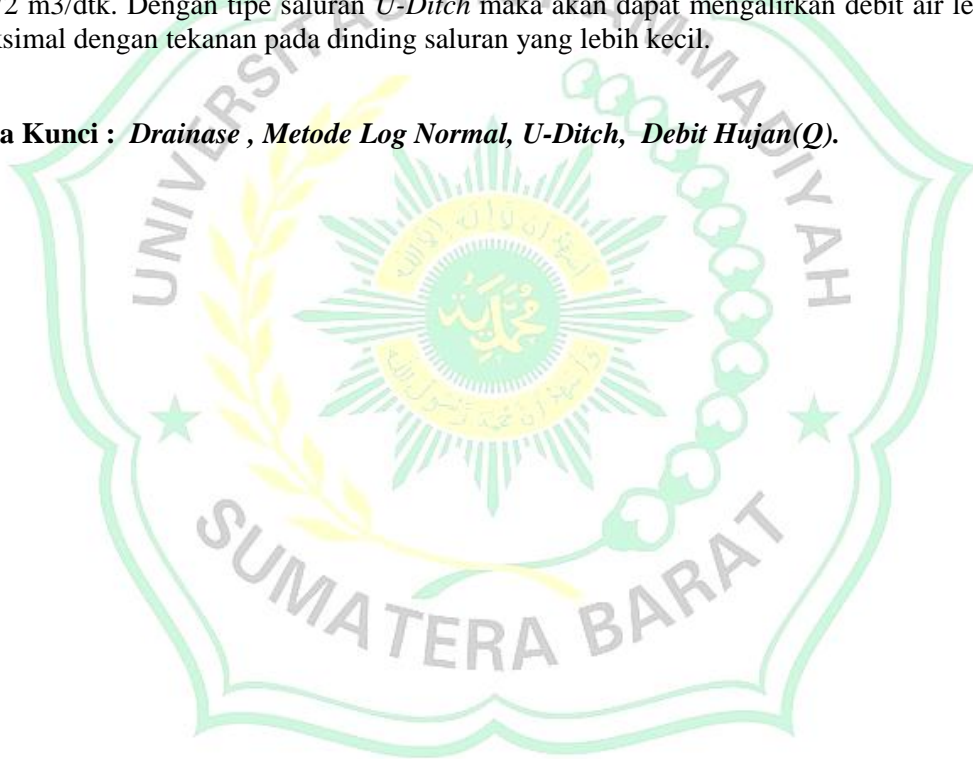 2 m3/dtk. Dengan tipe saluran U-Ditch maka akan dapat mengalirkan debit air le
simal dengan tekanan pada dinding saluran yang lebih kecil.
a Kunci : Drainase , Metode Log Normal, U-Ditch, Debit Hujan(Q).
UNIVERSITAS MUHAMMADIYAH
SUMATERA BARAT